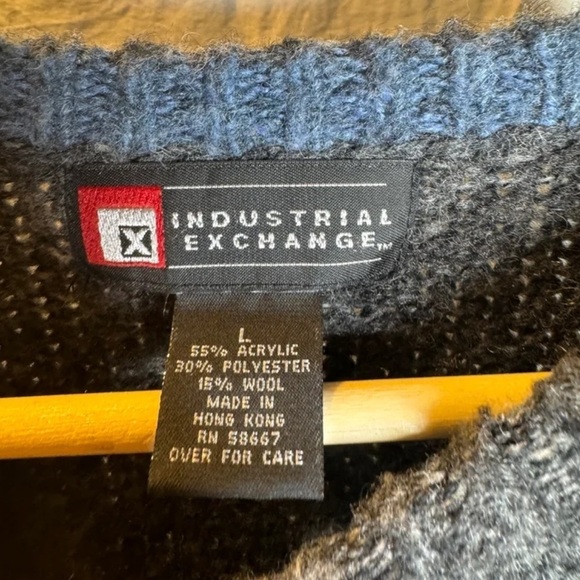 X
INDUSTRIAL
EXCHANGE™
L
55% ACRYLIC
30% POLYESTER
15% WOOL
MADE IN
HONG KONG
RN 58667
OVER FOR CARE